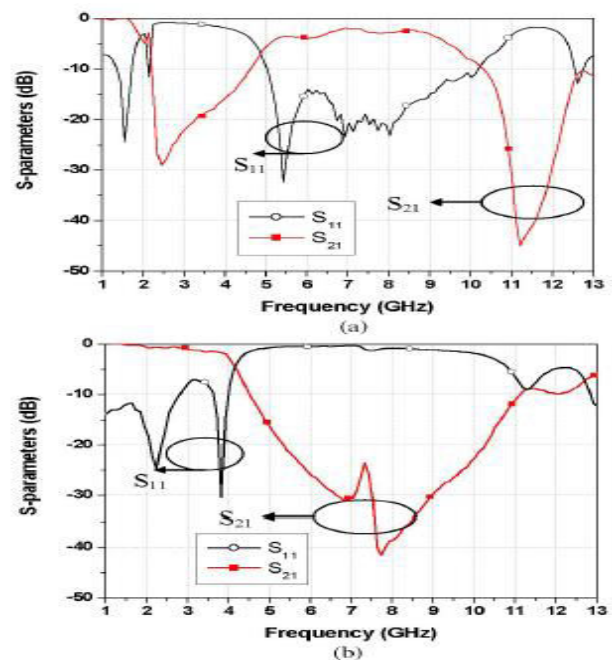 0
-10
-20
-30
-40
-50
S-parameters (dB)
S11
S21
S11
S21
1 2 3 4 5 6 7 8 9 10 11 12 13
Frequency (GHz)
(a)
0
-10
-20
-30
-40
-50
S-parameters (dB)
S11
S21
S11
S21
1 2 3 4 5 6 7 8 9 10 11 12 13
Frequency (GHz)
(b)